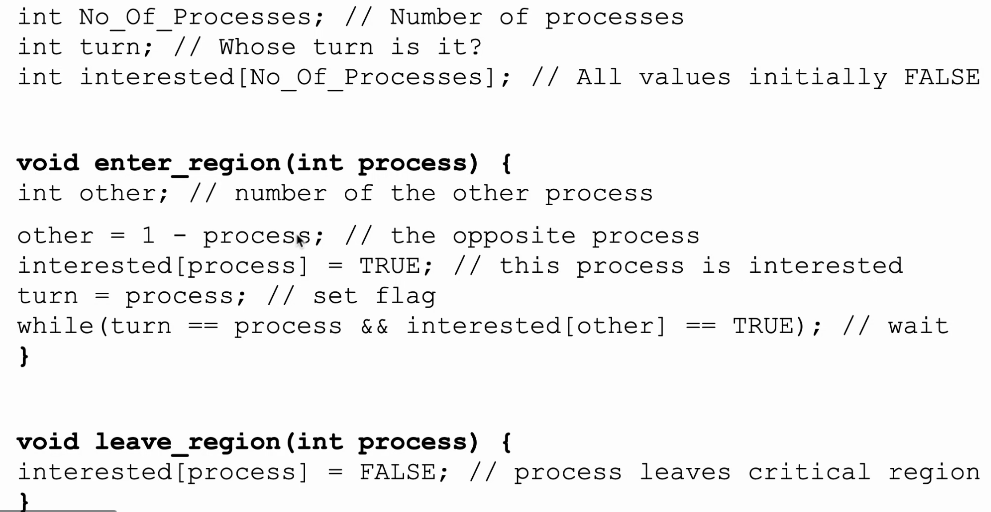 int No_Of_Processes; // Number of processes
int turn; // Whose turn is it?
int interested[No_Of_Processes]; // All values initially FALSE
void enter_region(int process) {
int other; // number of the other process
other = 1 - process; // the opposite process
interested[process] = TRUE; // this process is interested
turn = process; // set flag
while(turn == process && interested[other] == TRUE); // wait
}
void leave_region(int process) {
interested[process] = FALSE; // process leaves critical region
}